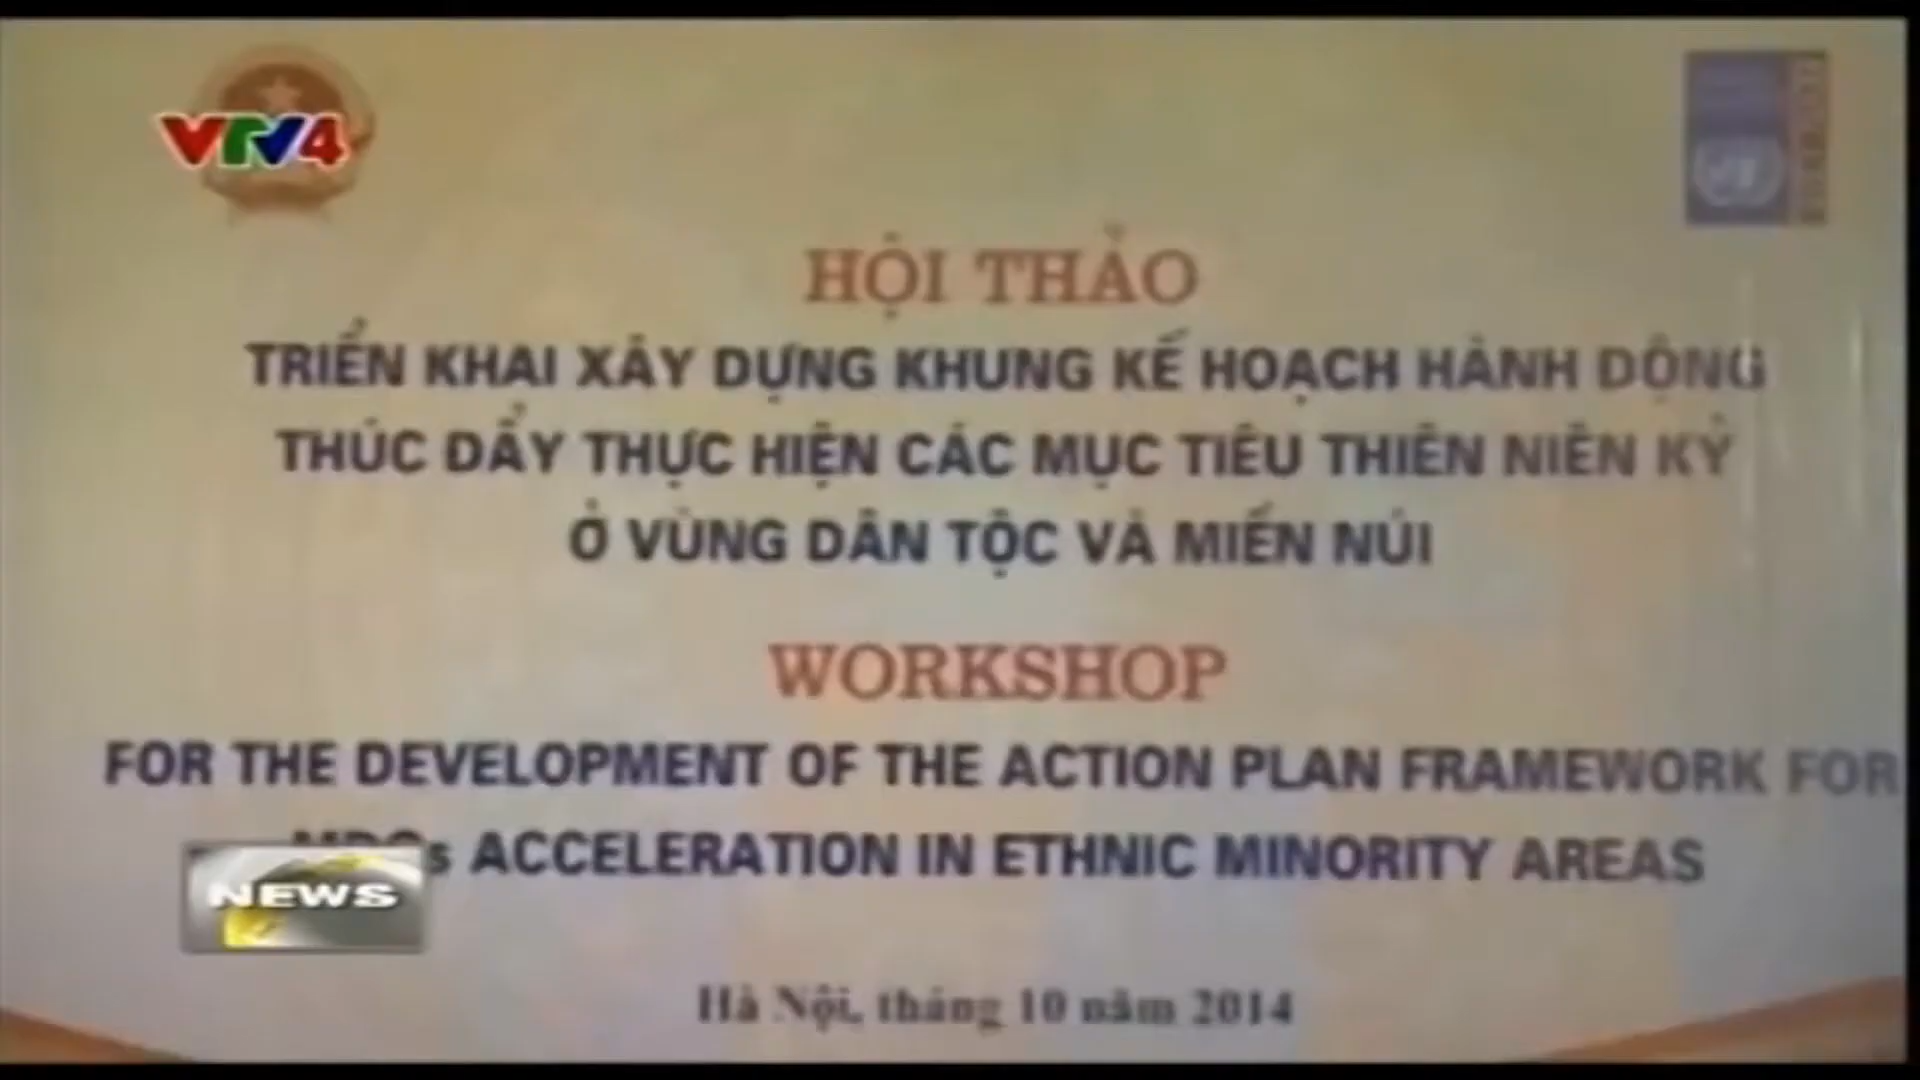 VTV4
HỘI THẢO
TRIỂN KHAI XÂY DỰNG KHUNG KẾ HOẠCH HÀNH ĐỘNG
THÚC ĐẨY THỰC HIỆN CÁC MỤC TIÊU THIÊN NIÊN KỶ
Ở VÙNG DÂN TỘC VÀ MIỀN NÚI
WORKSHOP
FOR THE DEVELOPMENT OF THE ACTION PLAN FRAMEWORK FOR
MDGs ACCELERATION IN ETHNIC MINORITY AREAS
NEWS
Hà Nội, tháng 10 năm 2014